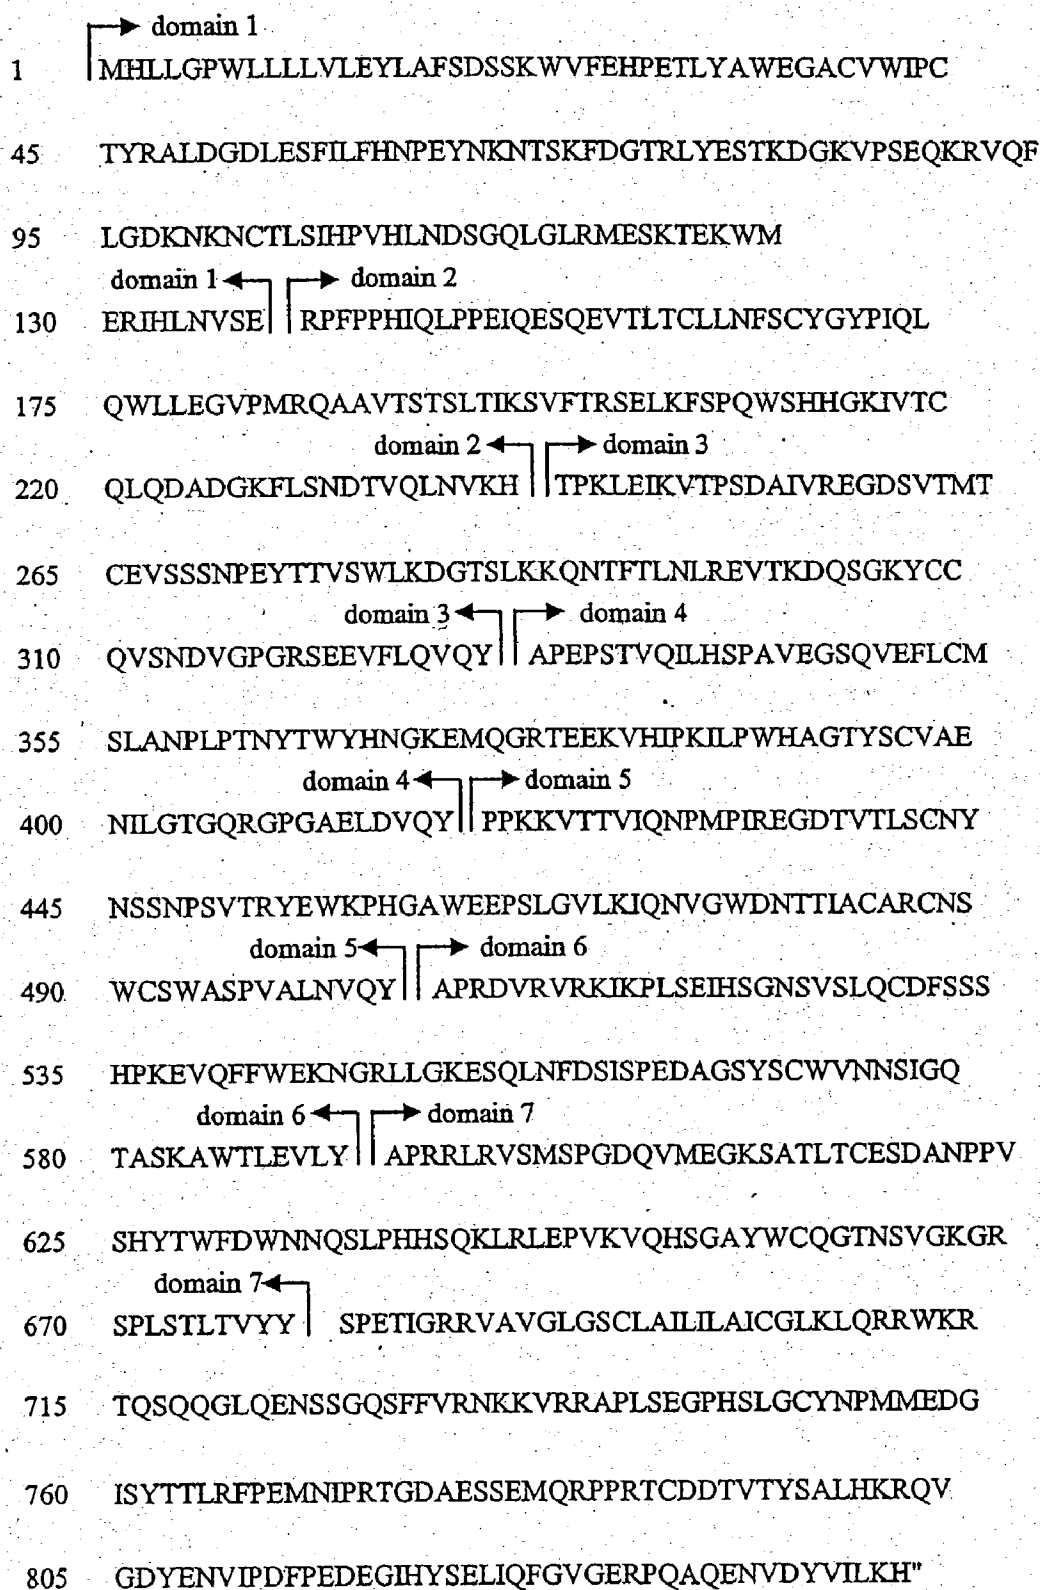 domain 1
1 MHLLGPWLLLLVLEYLAFSDSSKWVFEHPETLYAWEGACVWIPC
45 TYRALDGDLESFILFHNPEYNKNTSKFDGTRLYESTKDGKVPSEQKRVQF
95 LGDKNKNCTLSIHPVHLNDSGQLGLRMESKTEKWM
domain 1 domain 2
130 ERIHLNVSE RPFPPHIQLPPEIQESQEVTLTCLLNFSCYGYPIQL
175 QWLLEGVPMRQAAVTSTSLTIKSVFTRSELKFSPQWSHHGKIVTC
domain 2 domain 3
220 QLQDADGKFLSNDTVQLNVKH TPKLEIKVTPSDAIVREGDSVTMT
265 CEVSSSNPEYTTVSWLKDGTSLKKQNTFTLNLREVTKDQSGKYCC
domain 3 domain 4
310 QVSNDVGPGRSEEVFLQVQY APEPSTVQILHSPAVEGSQVEFLCM
355 SLANPLPTNYTWYHNGKEMQGRTEEKVHIPKILPWHAGTYSCVAE
domain 4 domain 5
400 NILGTGQRGPGAELDVQY PPKKVTTVIQNPMPIREGDTVTLSCNY
445 NSSNPSVTRYEWKPHGAWEEPSLGVLKIQNVGWDNTTIACARCNS
domain 5 domain 6
490 WCSWASPVALNVQY APRDVRVRKIKPLSEIHSGNSVSLQCDFSSS
535 HPKEVQFFWEKNGRLLGKESQLNFDSISPEDAGSYSCWVNNSIGQ
domain 6 domain 7
580 TASKAWTLEVLY APRRLRVSMSPGDQVMEGKSATLTCESDANPPV
625 SHYTWFDWNNQSLPHHSQKLRLEPVKVQHSGAYWCQGTNSVGKGR
domain 7
670 SPLSTLTVYY SPETIGRRVAVGLGSCLAILILAICGLKLQRRWKR
715 TQSQQGLQENSSGQSFFVRNKKVRRAPLSEGPHSLGCYNPMMEDG
760 ISYTTLRFPEMNIPRTGDAESSEMQRPPRTCDDTVTYSALHKRQV
805 GDYENVIPDFPEDEGIHYSELIQFGVGERPQAQENVDYVILKH"